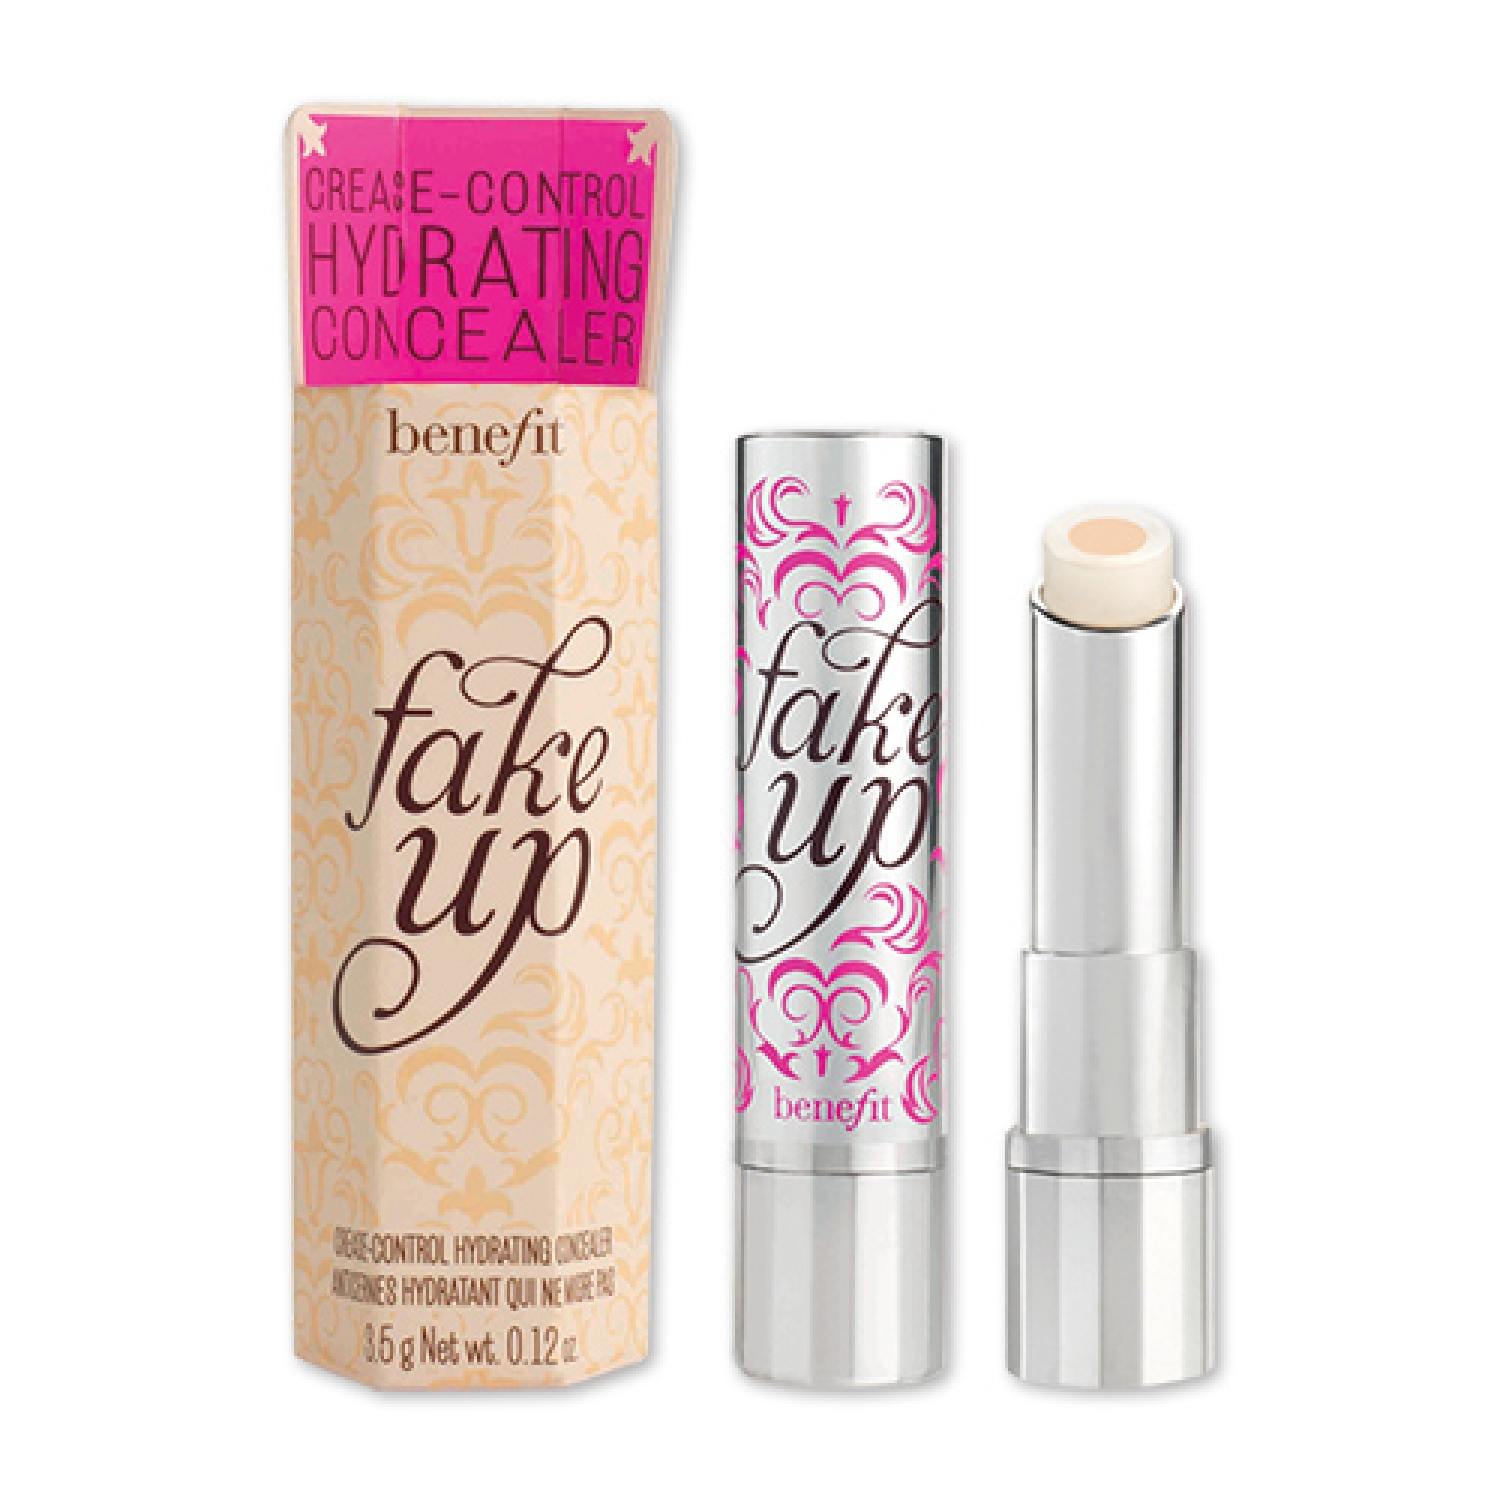 CREASE-CONTROL
HYDRATING
CONCEALER
benefit
fake
up
CREASE-CONTROL HYDRATING CONCEALER
ANTICERNES HYDRATANT QUI NE MIGRE PAS
3.5 g Net wt. 0.12 oz.
fake
up
benefit